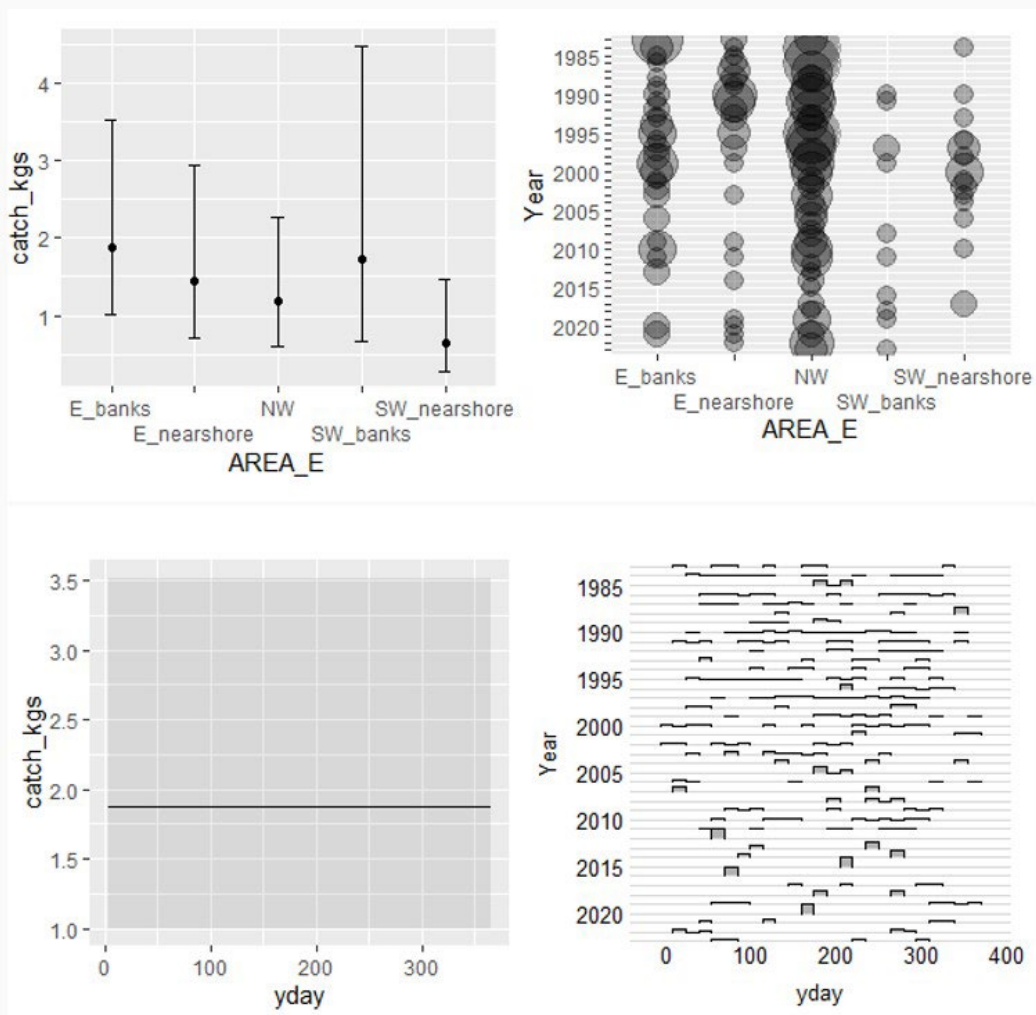 catch_kgs
4
3
2
1
E_banks
NW
SW_nearshore
E_nearshore
SW_banks
AREA_E
Year
1985
1990
1995
2000
2005
2010
2015
2020
E_banks
NW
SW_nearshore
E_nearshore
SW_banks
AREA_E
catch_kgs
3.5
3.0
2.5
2.0
1.5
1.0
0 100 200 300
yday
Year
1985
1990
1995
2000
2005
2010
2015
2020
0 100 200 300 400
yday